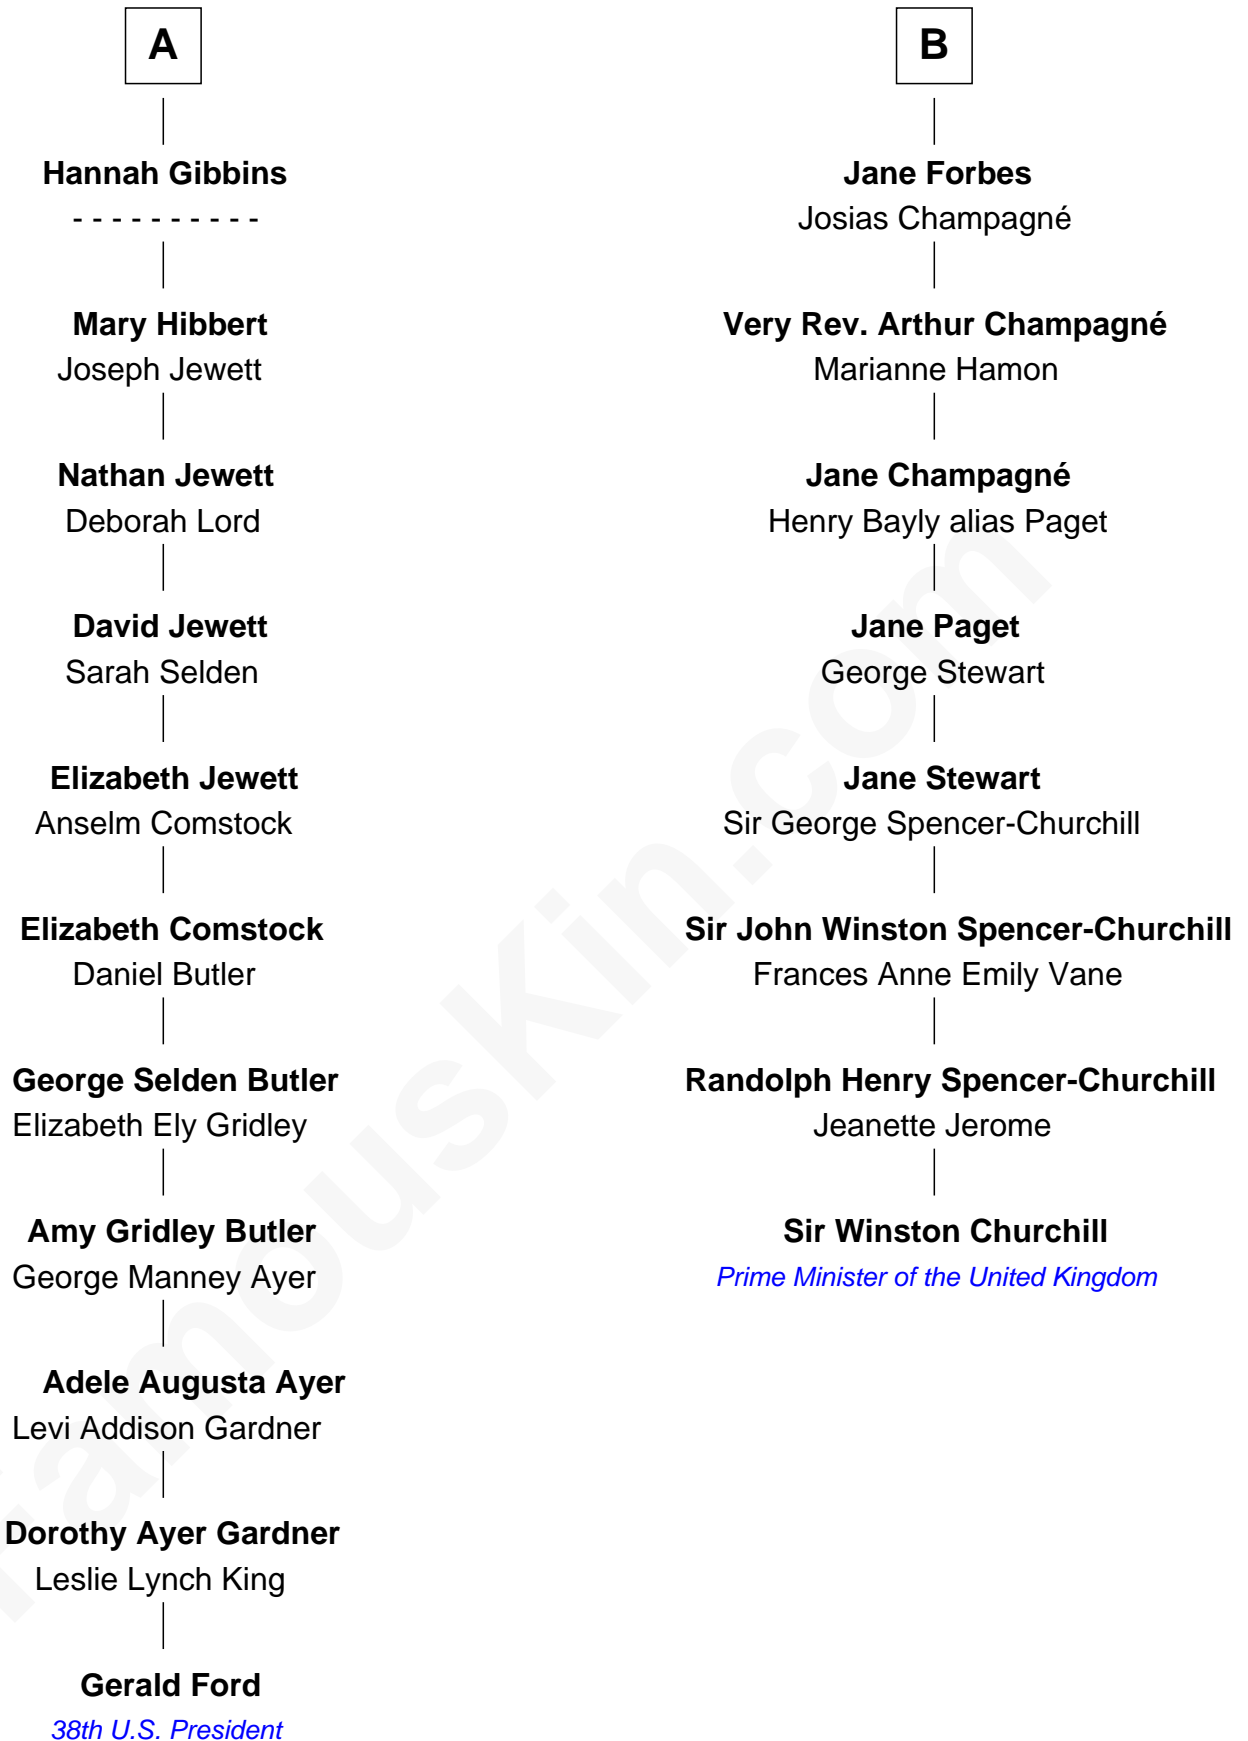 A
Hannah Gibbins
- - - - - - - - - -
Mary Hibbert
Joseph Jewett
Nathan Jewett
Deborah Lord
David Jewett
Sarah Selden
Elizabeth Jewett
Anselm Comstock
Elizabeth Comstock
Daniel Butler
George Selden Butler
Elizabeth Ely Gridley
Amy Gridley Butler
George Manney Ayer
Adele Augusta Ayer
Levi Addison Gardner
Dorothy Ayer Gardner
Leslie Lynch King
Gerald Ford
38th U.S. President
B
Jane Forbes
Josias Champagné
Very Rev. Arthur Champagné
Marianne Hamon
Jane Champagné
Henry Bayly alias Paget
Jane Paget
George Stewart
Jane Stewart
Sir George Spencer-Churchill
Sir John Winston Spencer-Churchill
Frances Anne Emily Vane
Randolph Henry Spencer-Churchill
Jeanette Jerome
Sir Winston Churchill
Prime Minister of the United Kingdom
FamousKin.com